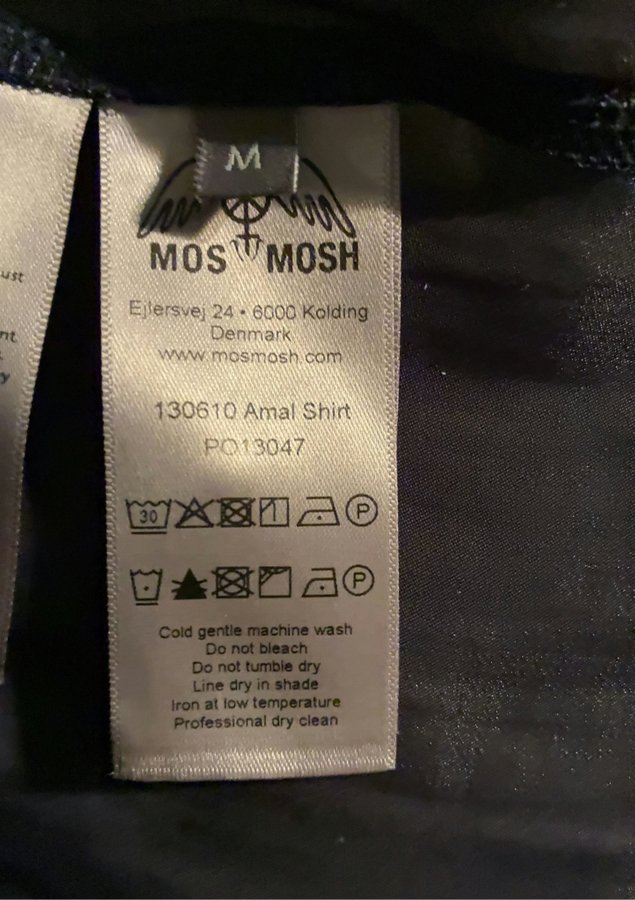 M
MOS MOSH
Ejlersvej 24 • 6000 Kolding
Denmark
www.mosmosh.com
130610 Amal Shirt
PO13047
30 P
P
Cold gentle machine wash
Do not bleach
Do not tumble dry
Line dry in shade
Iron at low temperature
Professional dry clean